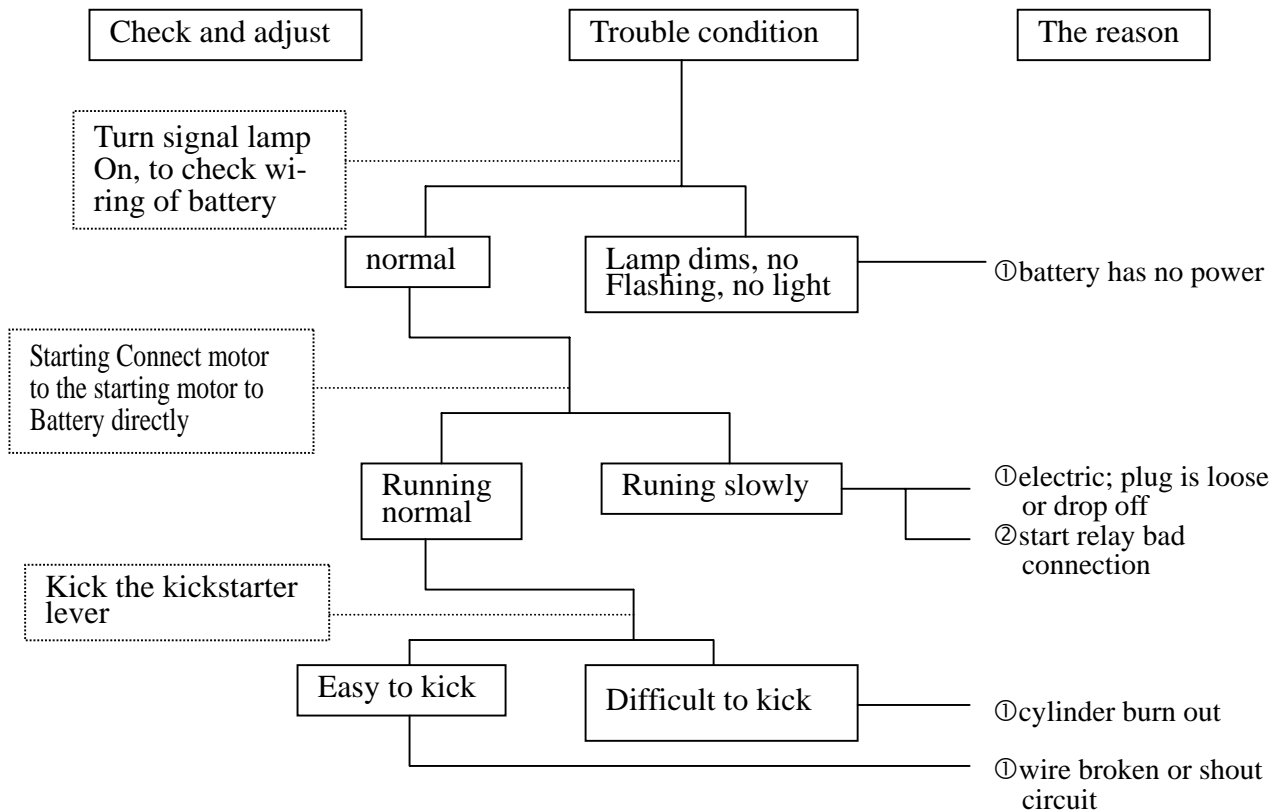 Check and adjust
Trouble condition
The reason
Turn signal lamp
On, to check wi-
ring of battery
normal
Lamp dims, no
Flashing, no light
①battery has no power
Starting Connect motor
to the starting motor to
Battery directly
Running
normal
Runing slowly
①electric; plug is loose
or drop off
②start relay bad
connection
Kick the kickstarter
lever
Easy to kick
Difficult to kick
①cylinder burn out
①wire broken or shout
circuit